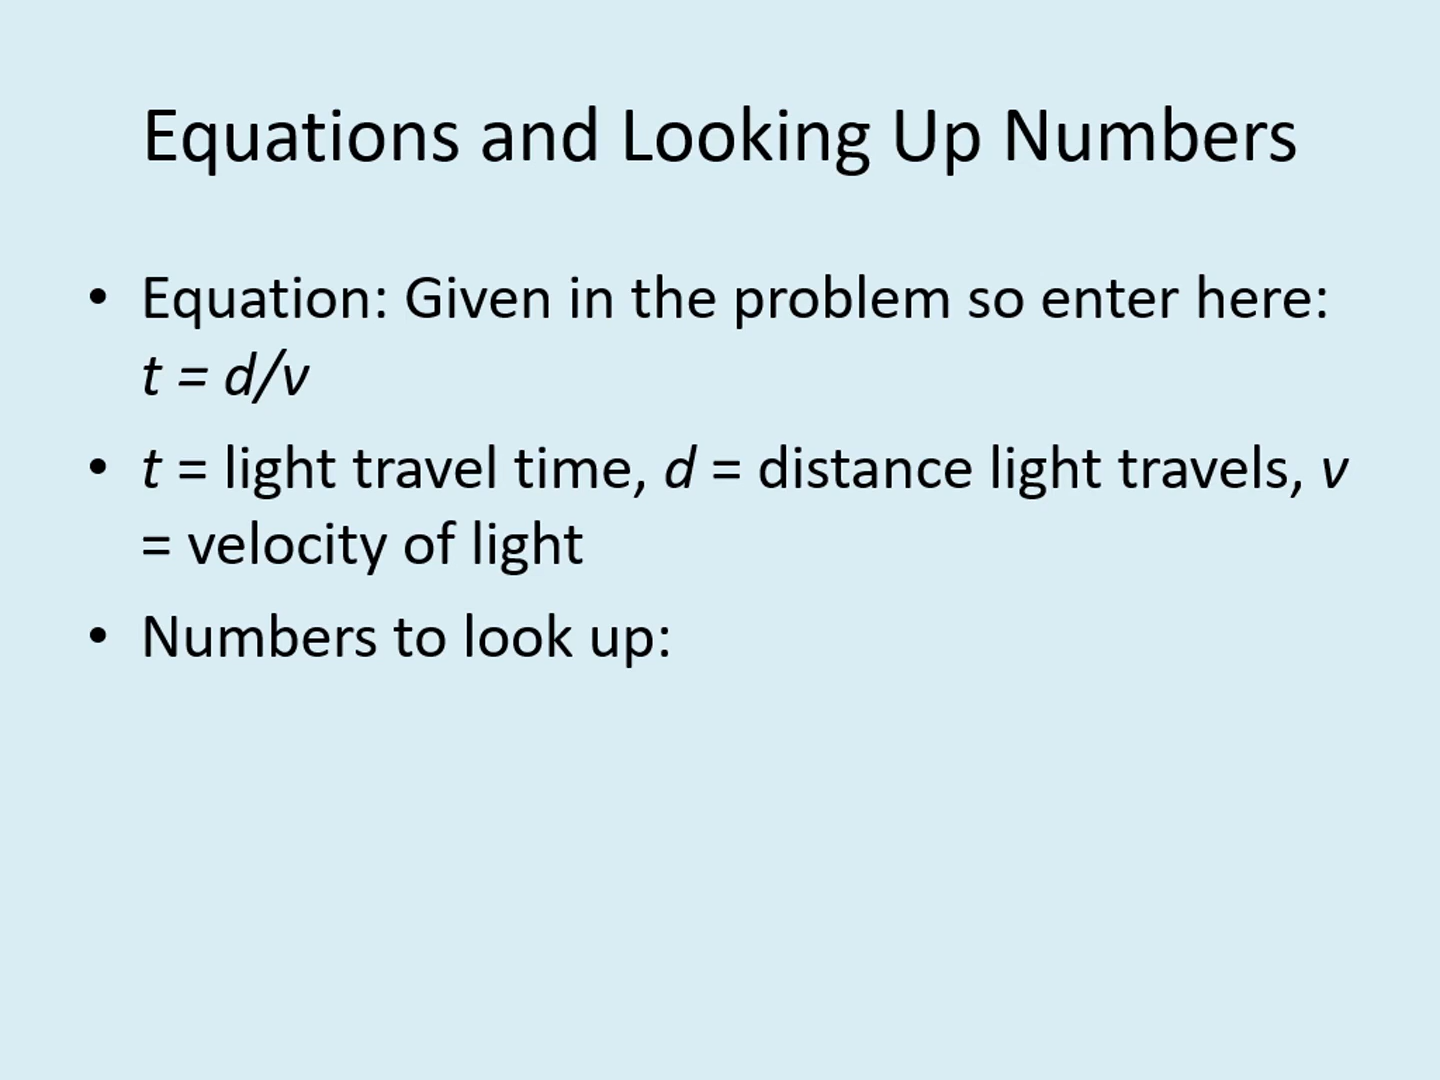 Equations and Looking Up Numbers
• Equation: Given in the problem so enter here:
t = d/v
• t = light travel time, d = distance light travels, v
= velocity of light
• Numbers to look up: